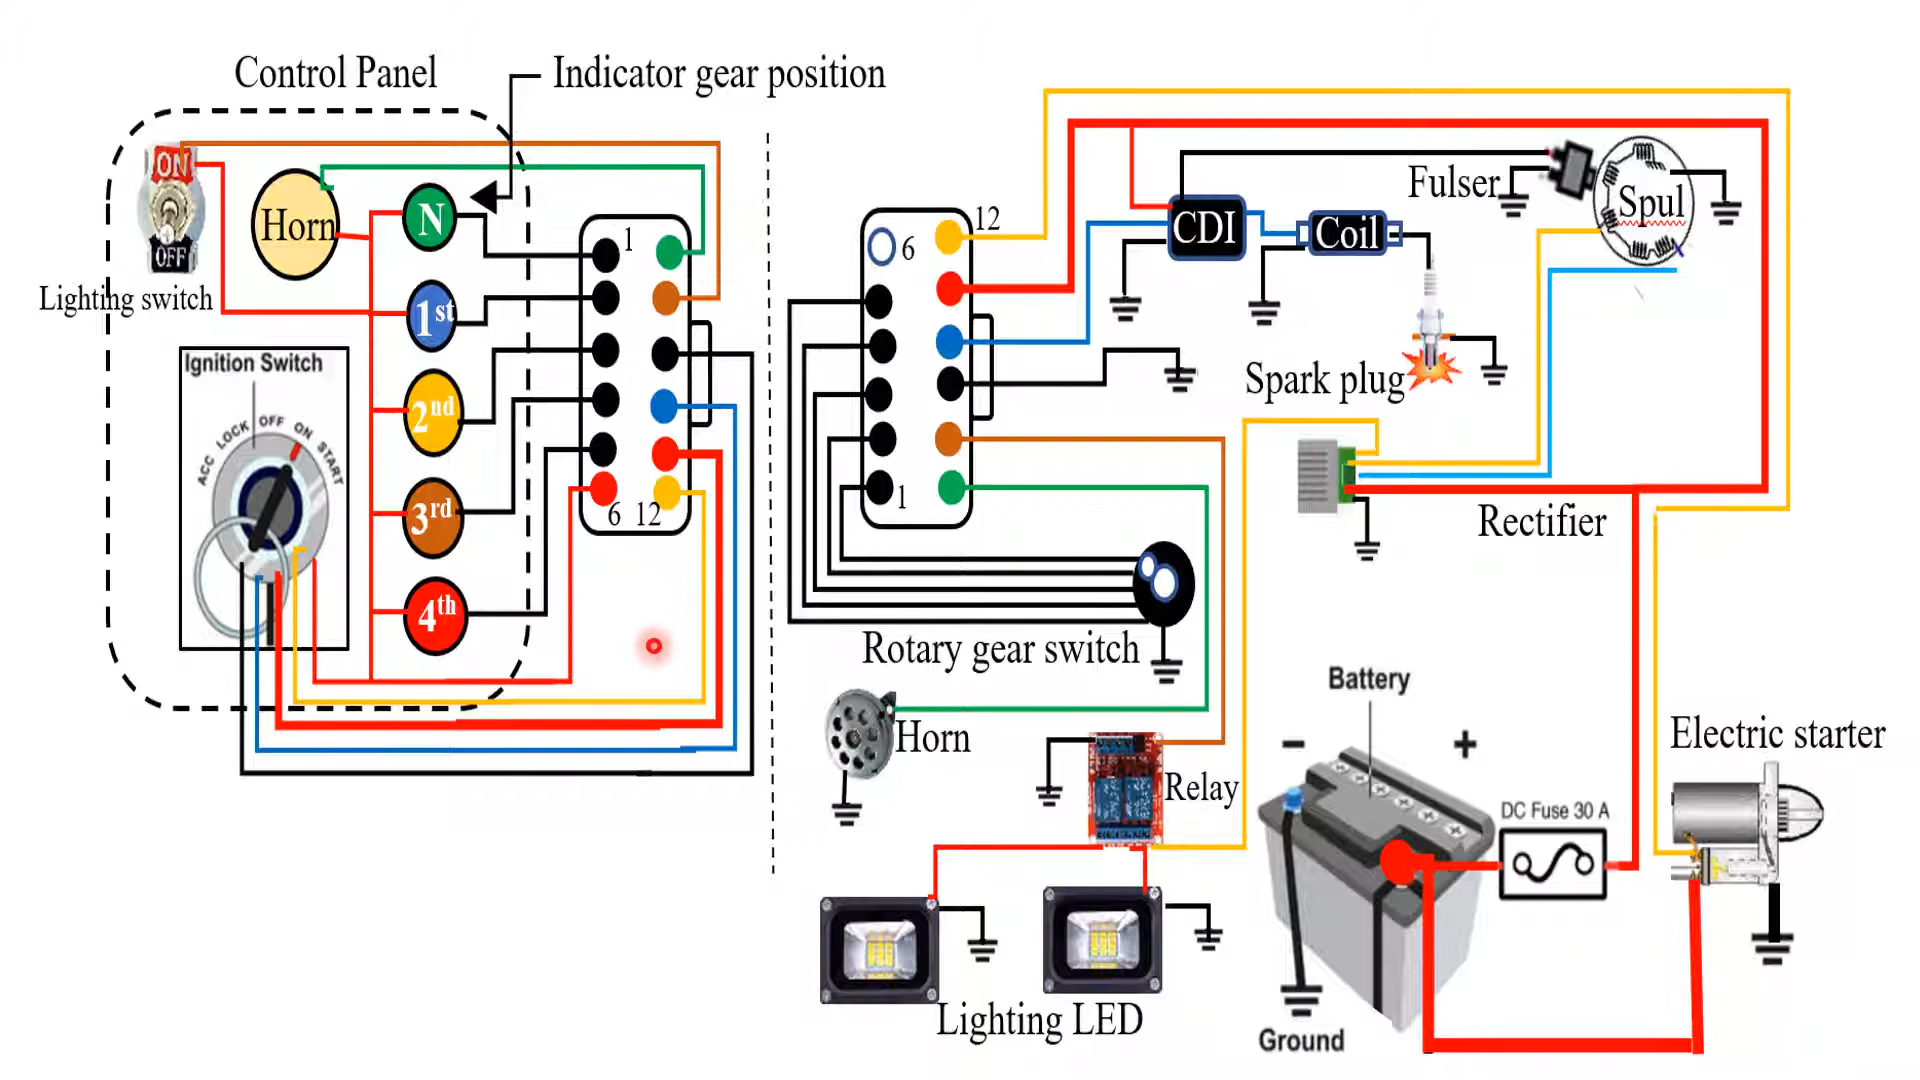 Control Panel
Indicator gear position
ON
OFF
Lighting switch
Horn
N
1st
2nd
3rd
4th
Ignition Switch
ACC LOCK OFF ON START
1
6 12
12
6
1
CDI
Coil
Fulser
Spul
Spark plug
Rectifier
Rotary gear switch
Horn
Relay
Lighting LED
Battery
- +
DC Fuse 30 A
Ground
Electric starter